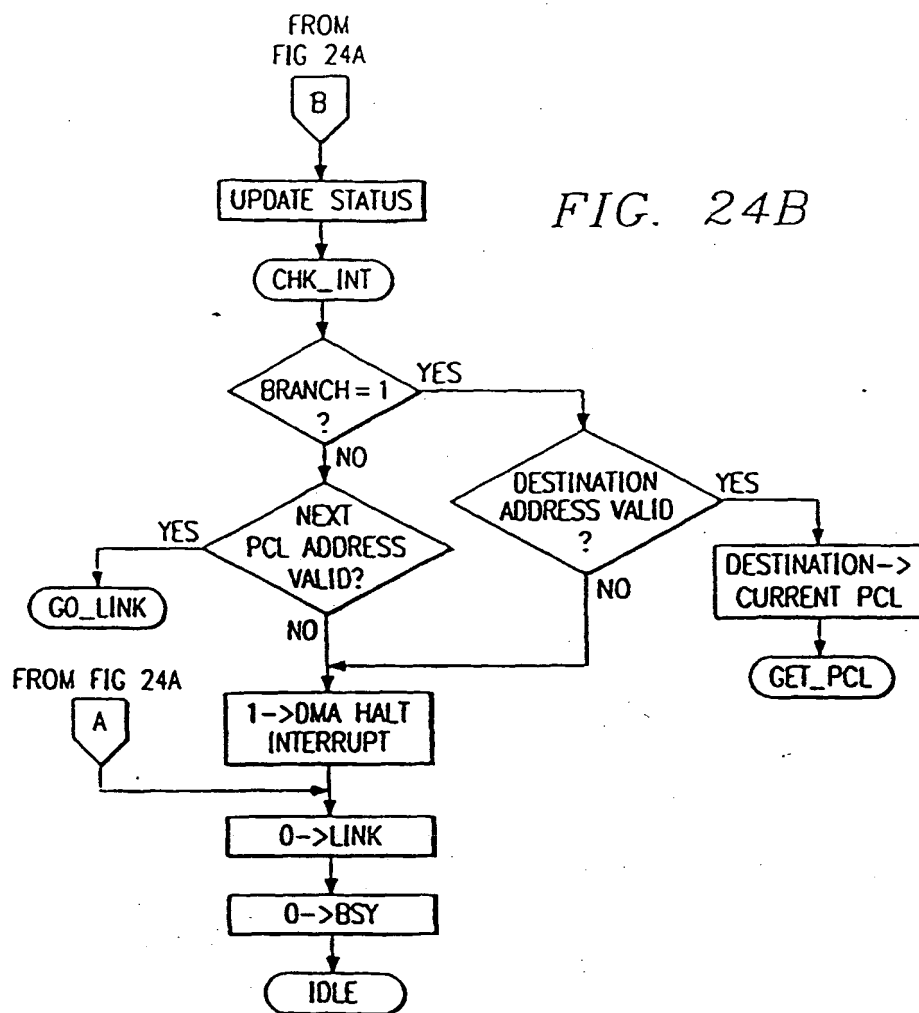 FROM
FIG 24A
B
UPDATE STATUS
FIG. 24B
CHK_INT
BRANCH = 1
?
YES
NO
DESTINATION
ADDRESS VALID
?
YES
NO
NEXT
PCL ADDRESS
VALID?
YES
NO
GO_LINK
DESTINATION->
CURRENT PCL
GET_PCL
FROM FIG 24A
A
1->DMA HALT
INTERRUPT
0->LINK
0->BSY
IDLE